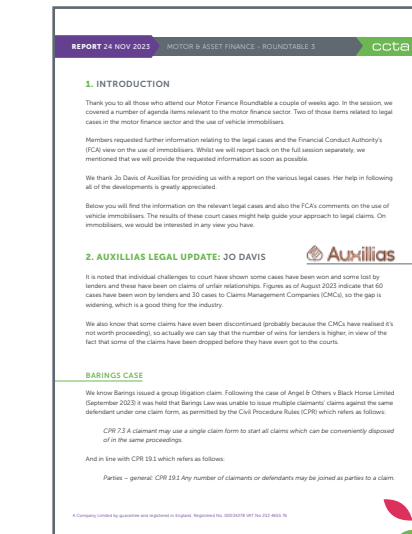 REPORT 24 NOV 2023 MOTOR & ASSET FINANCE - ROUNDTABLE 3 ccta
1. INTRODUCTION
Thank you to all those who attend our Motor Finance Roundtable a couple of weeks ago. In the session, we
covered a number of agenda items relevant to the motor finance sector. Two of those items related to legal
cases in the motor finance sector and the use of vehicle immobilisers.
Members requested further information relating to the legal cases and the Financial Conduct Authority's
(FCA) view on the use of immobilisers. Whilst we will report back on the full session separately, we
mentioned that we will provide the requested information as soon as possible.
We thank Jo Davis of Auxillias for providing us with a report on the various legal cases. Her help in following
all of the developments is greatly appreciated.
Below you will find the information on the relevant legal cases and also the FCA's comments on the use of
vehicle immobilisers. The results of these court cases might help guide your approach to legal claims. On
immobilisers, we would be interested in any view you have.
2. AUXILLIAS LEGAL UPDATE: JO DAVIS
Auxillias
It is noted that individual challenges to court have shown some cases have been won and some lost by
lenders and these have been on claims of unfair relationships. Figures as of August 2023 indicate that 60
cases have been won by lenders and 30 cases to Claims Management Companies (CMCs), so the gap is
widening, which is a good thing for the industry.
We also know that some claims have even been discontinued (probably because the CMCs have realised it's
not worth proceeding), so actually we can say that the number of wins for lenders is higher, in view of the
fact that some of the claims have been dropped before they have even got to the courts.
BARINGS CASE
We know Barings issued a group litigation claim. Following the case of Angel & Others v Black Horse Limited
(September 2023) it was held that Barings Law was unable to issue multiple claimants' claims against the same
defendant under one claim form, as permitted by the Civil Procedure Rules (CPR) which refers as follows:
CPR 7.3 A claimant may use a single claim form to start all claims which can be conveniently disposed
of in the same proceedings.
And in line with CPR 19.1 which refers as follows:
Parties – general: CPR 19.1 Any number of claimants or defendants may be joined as parties to a claim.
A Company Limited by guarantee and registered in England. Registered No.